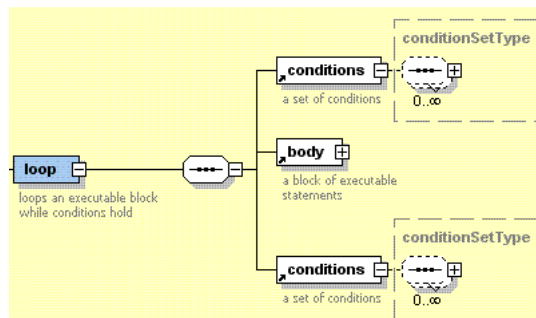 conditionSetType
conditions
a set of conditions
0..∞
body
a block of executable
statements
loop
loops an executable block
while conditions hold
conditionSetType
conditions
a set of conditions
0..∞